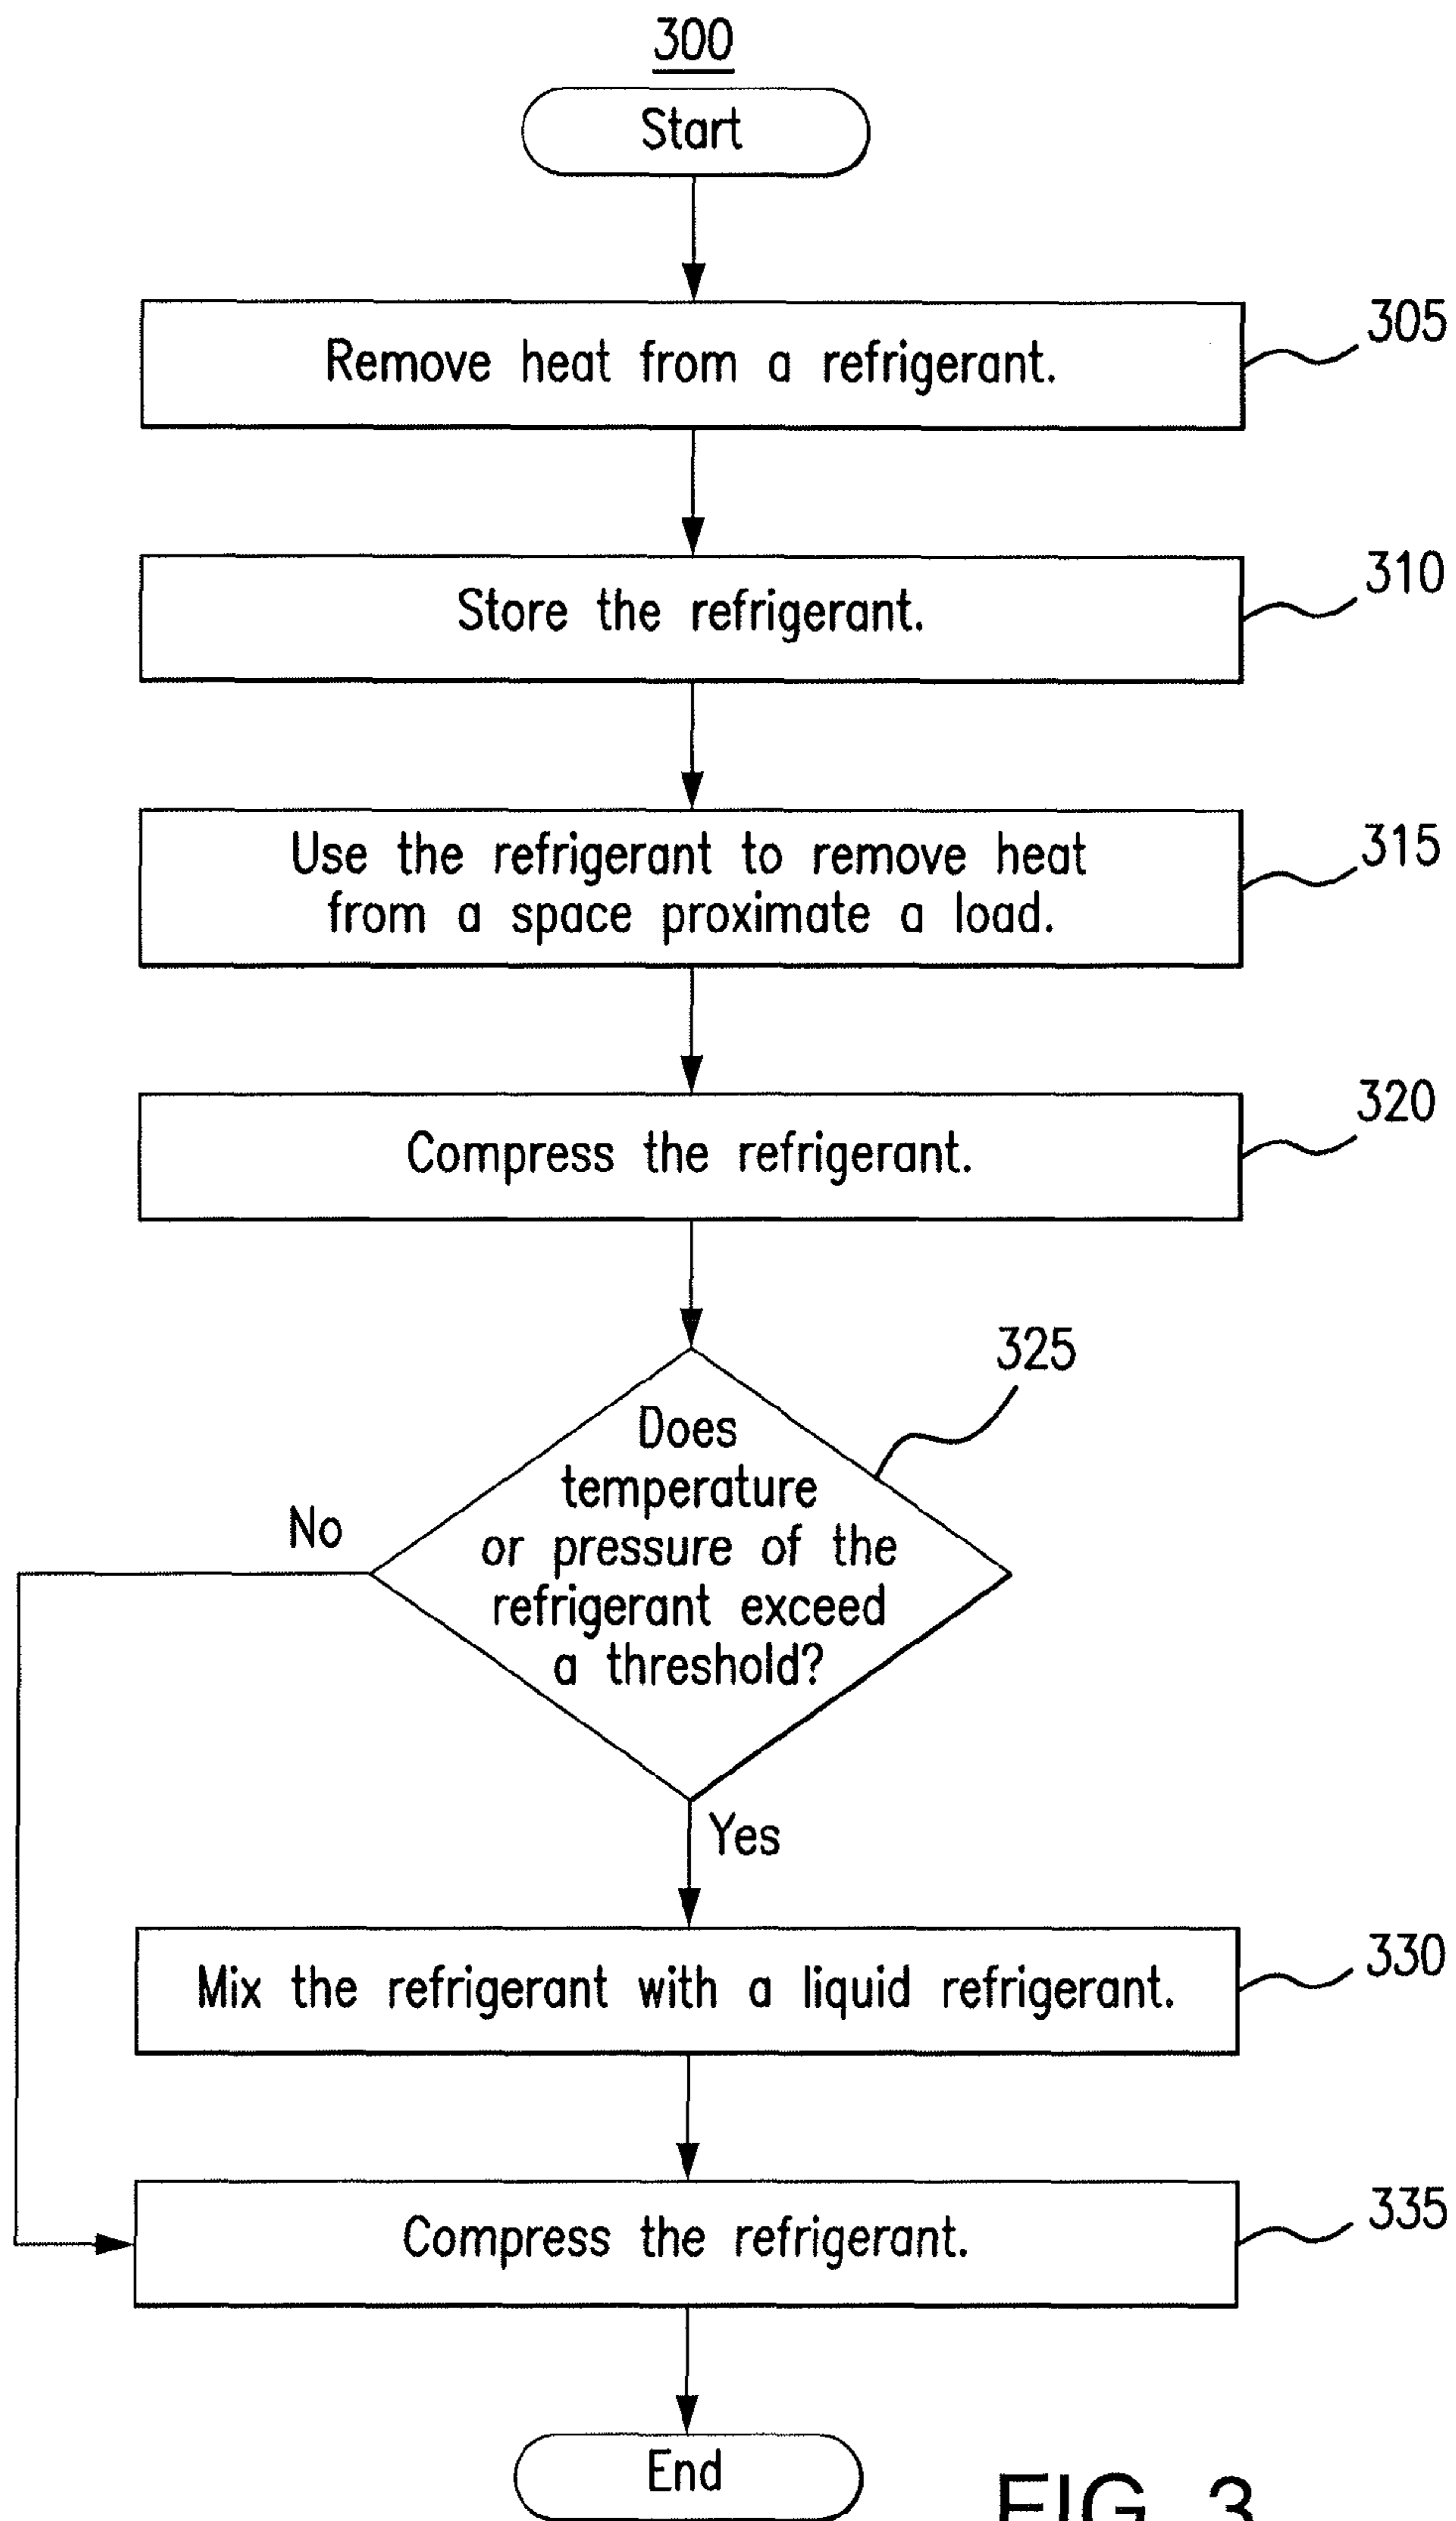 300
Start
Remove heat from a refrigerant.
305
Store the refrigerant.
310
Use the refrigerant to remove heat
from a space proximate a load.
315
Compress the refrigerant.
320
325
Does
temperature
or pressure of the
refrigerant exceed
a threshold?
No
Yes
Mix the refrigerant with a liquid refrigerant.
330
Compress the refrigerant.
335
End
FIG. 3